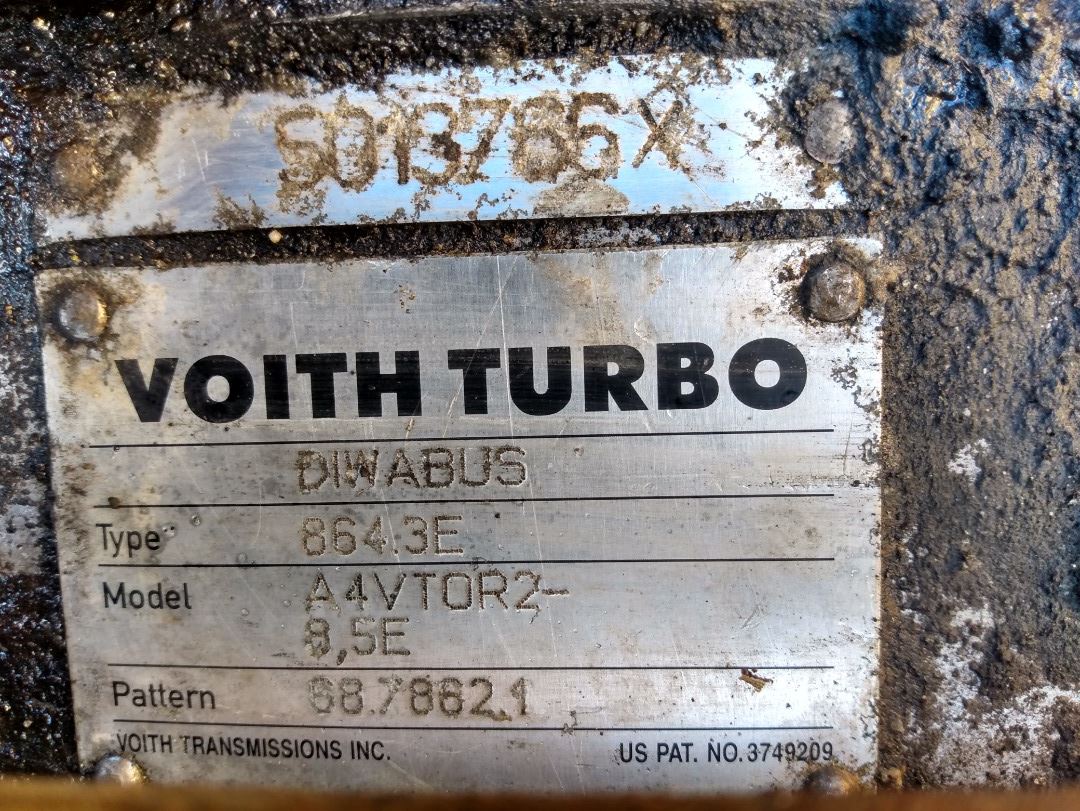 S013786X
VOITH TURBO
DIWABUS
Type 864.3E
Model A4VTOR2-
8,5E
Pattern 68.7862.1
VOITH TRANSMISSIONS INC. US PAT. NO. 3749209